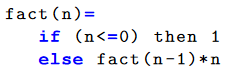 fact(n)=
if (n<=0) then 1
else fact(n-1)*n